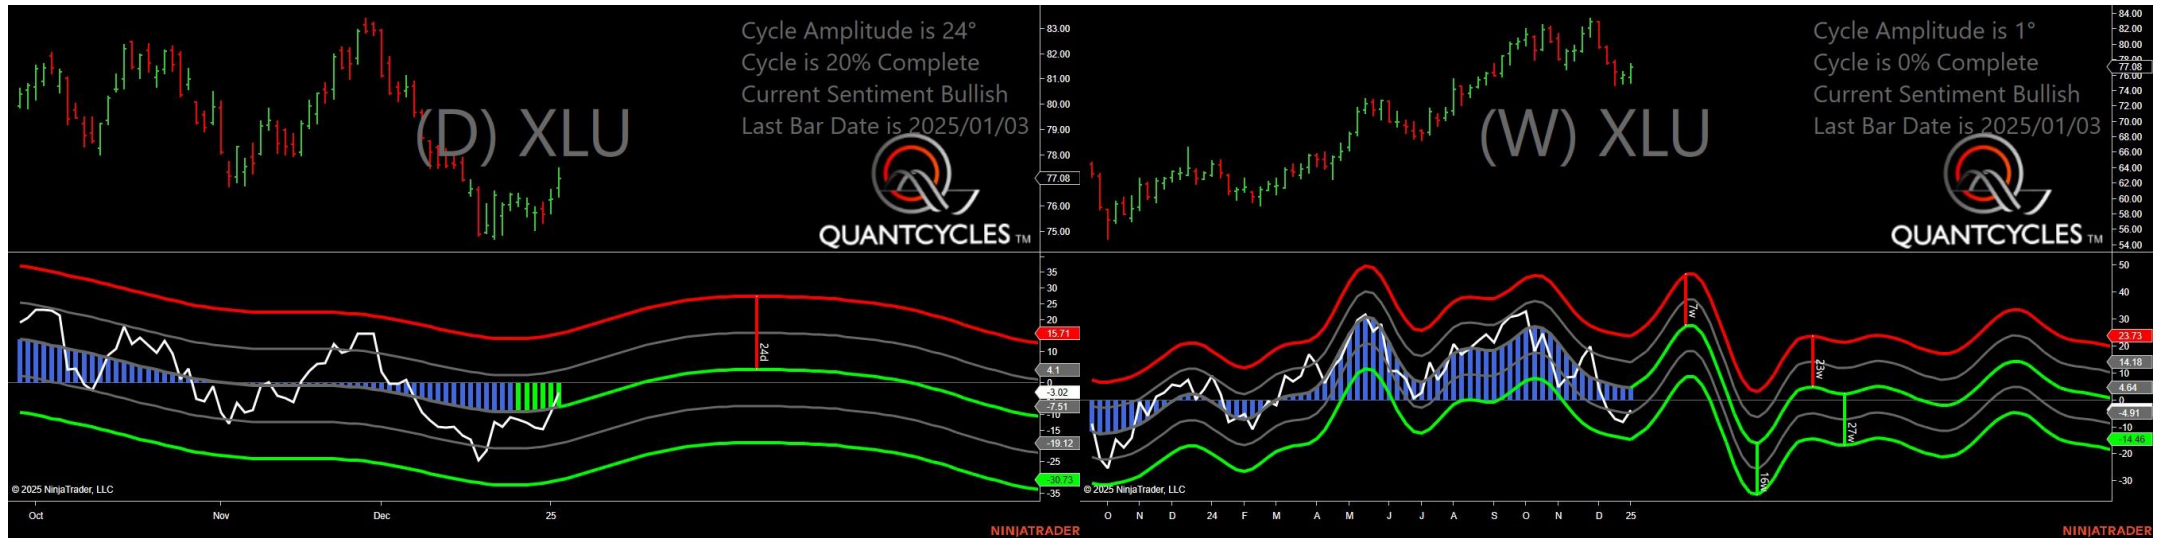 Cycle Amplitude is 24°
Cycle is 20% Complete
Current Sentiment Bullish
Last Bar Date is 2025/01/03
(D) XLU
QUANTCYCLES TM
83.00
82.00
81.00
80.00
79.00
78.00
77.08
76.00
75.00
35
30
25
20
15.71
10
4.1
0
-3.02
-7.51
-10
-15
-19.12
-25
-30.73
-35
24d
© 2025 NinjaTrader, LLC
Oct Nov Dec 25
NINJATRADER
Cycle Amplitude is 1°
Cycle is 0% Complete
Current Sentiment Bullish
Last Bar Date is 2025/01/03
(W) XLU
QUANTCYCLES TM
84.00
82.00
80.00
77.08
76.00
74.00
72.00
70.00
68.00
66.00
64.00
62.00
60.00
58.00
56.00
54.00
50
40
30
23.73
20
14.18
10
4.64
0
-4.91
-10
-14.46
-20
-30
7w
16w
23w
27w
© 2025 NinjaTrader, LLC
O N D 24 F M A M J J A S O N D 25
NINJATRADER